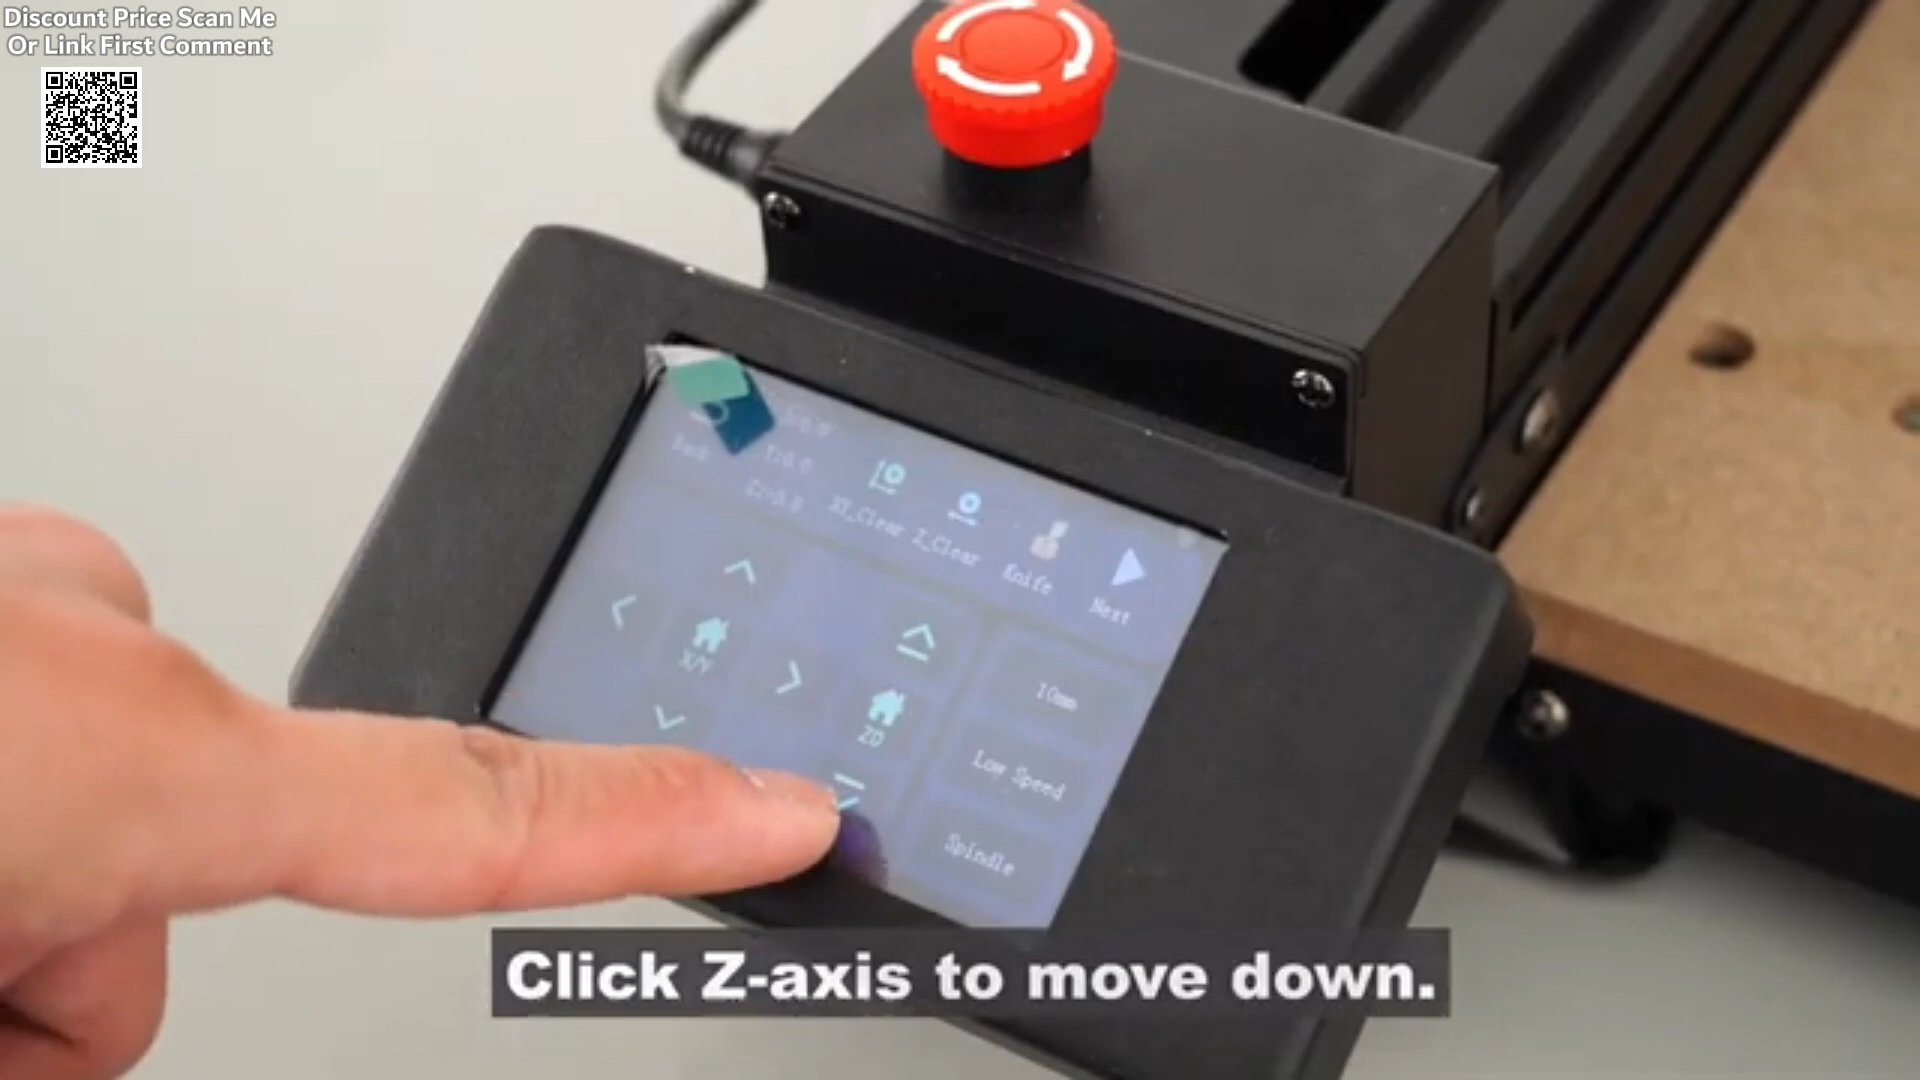 Discount Price Scan Me
Or Link First Comment
Back
XY_Clear
Z_Clear
Knife
Next
X/Y
ZO
10mm
Low Speed
Spindle
Click Z-axis to move down.